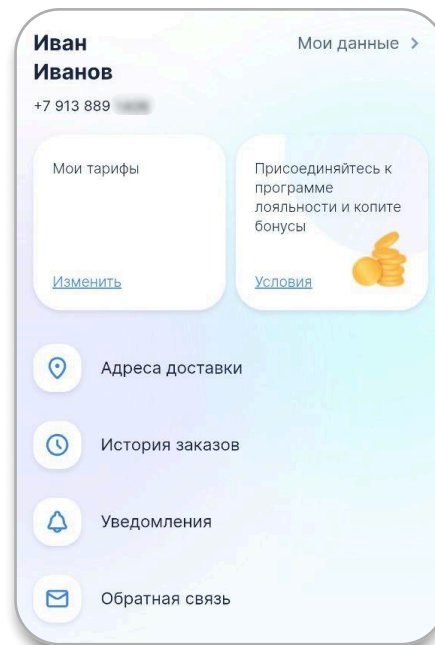 Иван
Иванов
Мои данные
+7 913 889
Мои тарифы
Изменить
Присоединяйтесь к
программе
лояльности и копите
бонусы
Условия
Адреса доставки
История заказов
Уведомления
Обратная связь